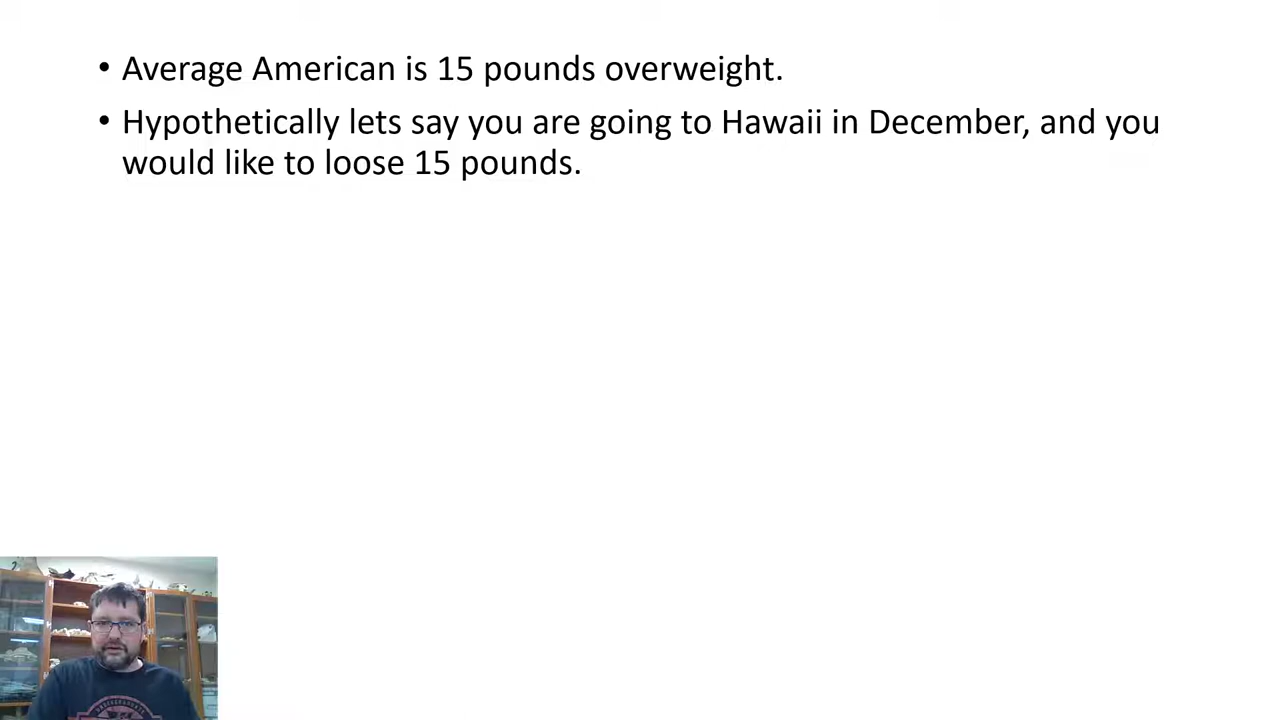 • Average American is 15 pounds overweight.
• Hypothetically lets say you are going to Hawaii in December, and you
would like to loose 15 pounds.